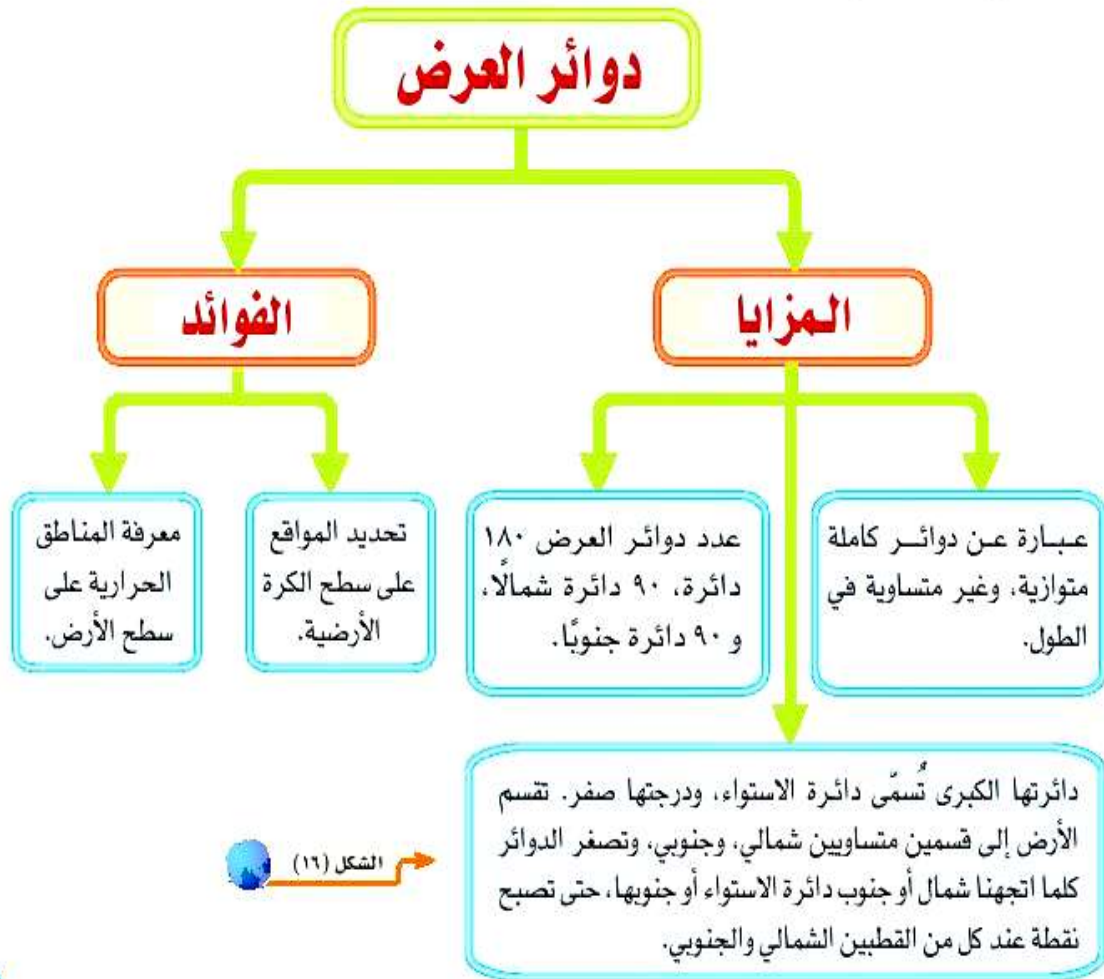 دوائر العرض
المزايا
الفوائد
عبارة عن دوائر كاملة
متوازية، وغير متساوية في
الطول.
عدد دوائر العرض ١٨٠
دائرة، ٩٠ دائرة شمالًا،
و ٩٠ دائرة جنوبًا.
تحديد المواقع
على سطح الكرة
الأرضية.
معرفة المناطق
الحرارية على
سطح الأرض.
دائرتها الكبرى تُسمّى دائرة الاستواء، ودرجتها صفر. تقسم
الأرض إلى قسمين متساويين شمالي، وجنوبي، وتصغر الدوائر
كلما اتجهنا شمال أو جنوب دائرة الاستواء أو جنوبها، حتى تصبح
نقطة عند كل من القطبين الشمالي والجنوبي.
الشكل (١٦)